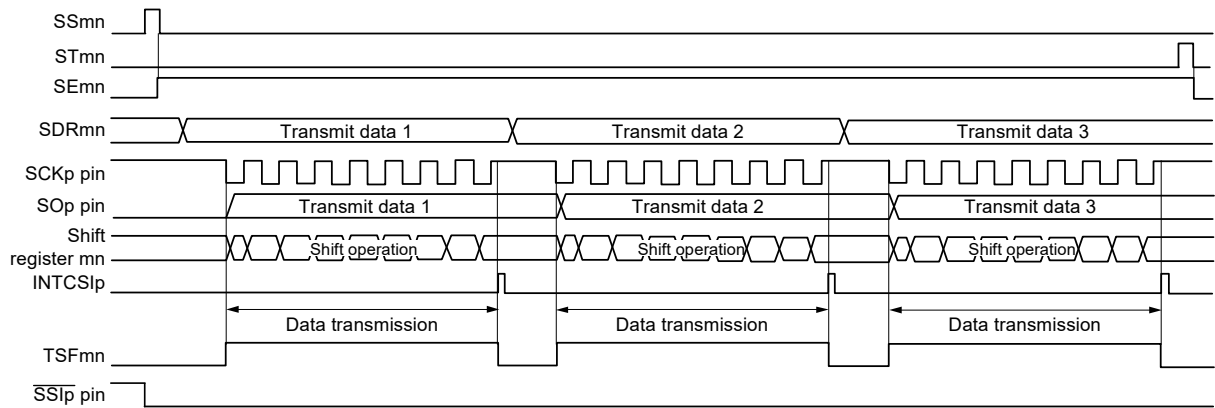 SSmn
STmn
SEmn
SDRmn Transmit data 1 Transmit data 2 Transmit data 3
SCKp pin
SOp pin Transmit data 1 Transmit data 2 Transmit data 3
Shift
register mn Shift operation Shift operation Shift operation
INTCSIp
Data transmission Data transmission Data transmission
TSFmn
SSIp pin